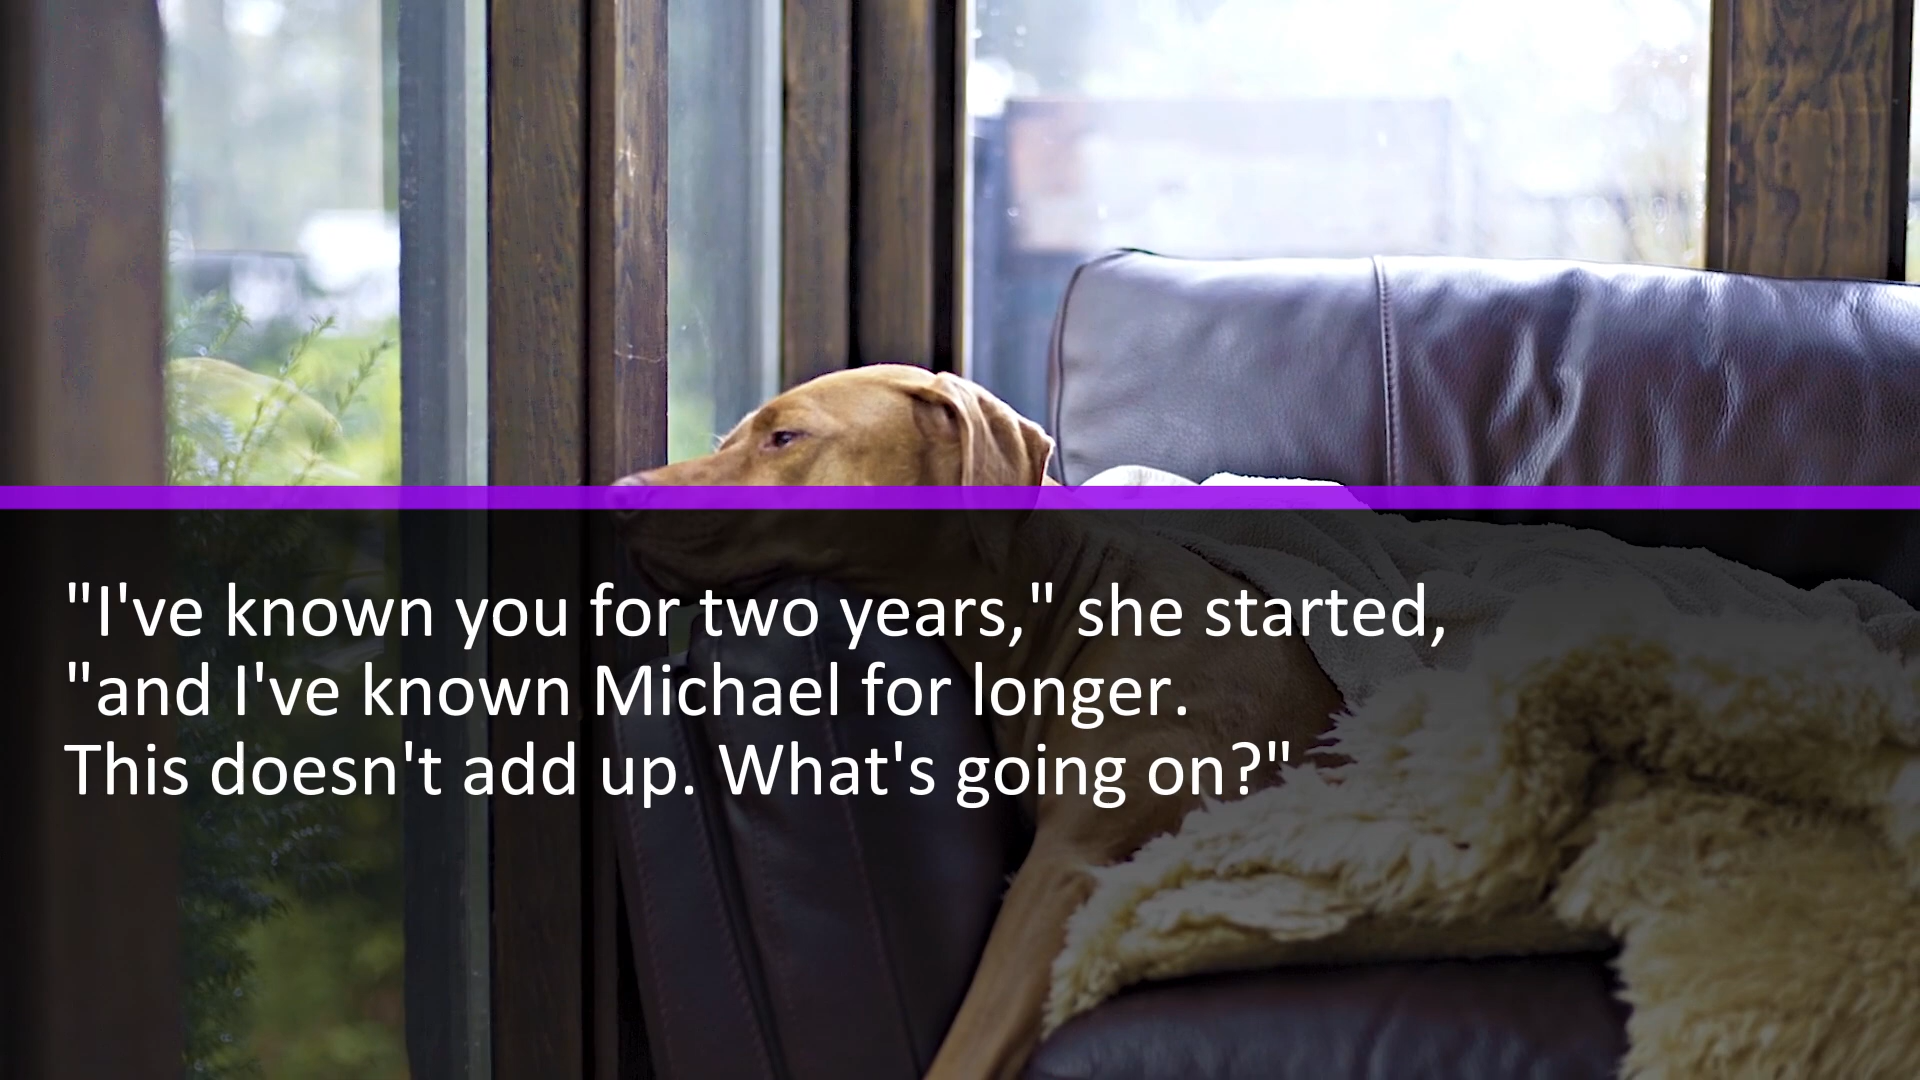 "I've known you for two years," she started,
"and I've known Michael for longer.
This doesn't add up. What's going on?"